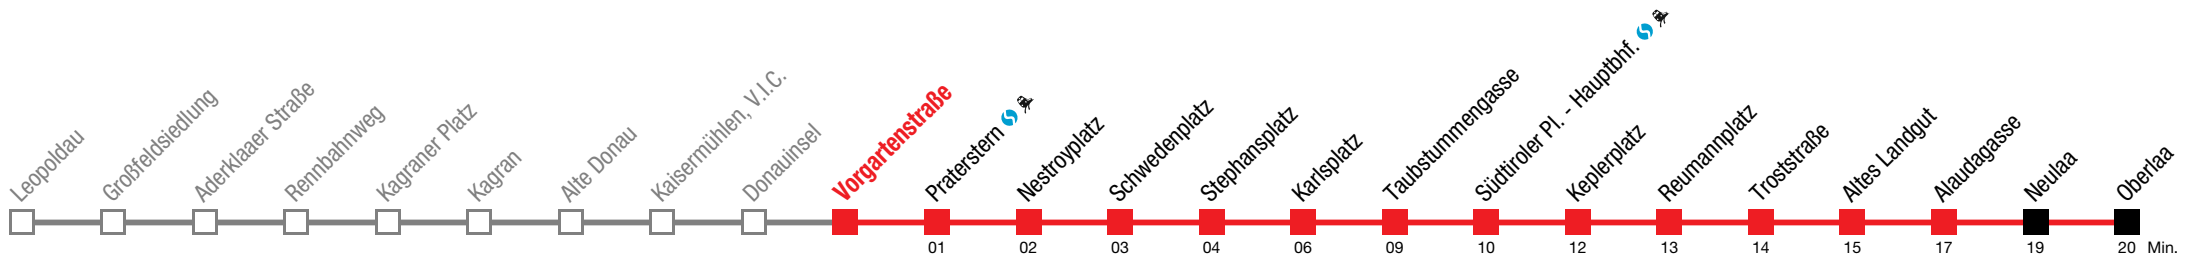 Leopoldau
Großfeldsiedlung
Aderklaaer Straße
Rennbahnweg
Kagraner Platz
Kagran
Alte Donau
Kaisermühlen, V.I.C.
Donauinsel
Vorgartenstraße
Praterstern
Nestroyplatz
Schwedenplatz
Stephansplatz
Karlsplatz
Taubstummengasse
Südtiroler Pl. - Hauptbhf.
Keplerplatz
Reumannplatz
Troststraße
Altes Landgut
Alaudagasse
Neulaa
Oberlaa
01 02 03 04 06 09 10 12 13 14 15 17 19 20 Min.